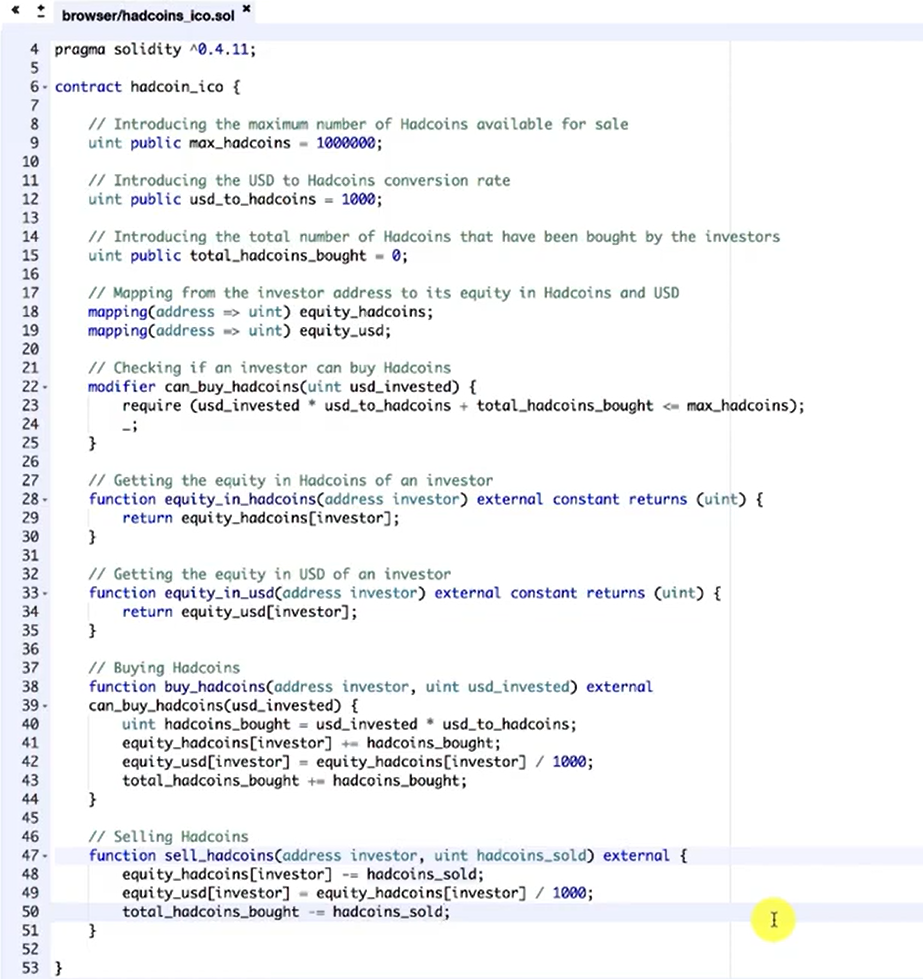 browser/hadcoins_ico.sol
4 pragma solidity ^0.4.11;
5
6 contract hadcoin_ico {
7
8 // Introducing the maximum number of Hadcoins available for sale
9 uint public max_hadcoins = 1000000;
10
11 // Introducing the USD to Hadcoins conversion rate
12 uint public usd_to_hadcoins = 1000;
13
14 // Introducing the total number of Hadcoins that have been bought by the investors
15 uint public total_hadcoins_bought = 0;
16
17 // Mapping from the investor address to its equity in Hadcoins and USD
18 mapping(address => uint) equity_hadcoins;
19 mapping(address => uint) equity_usd;
20
21 // Checking if an investor can buy Hadcoins
22 modifier can_buy_hadcoins(uint usd_invested) {
23 require (usd_invested * usd_to_hadcoins + total_hadcoins_bought <= max_hadcoins);
24 _;
25 }
26
27 // Getting the equity in Hadcoins of an investor
28 function equity_in_hadcoins(address investor) external constant returns (uint) {
29 return equity_hadcoins[investor];
30 }
31
32 // Getting the equity in USD of an investor
33 function equity_in_usd(address investor) external constant returns (uint) {
34 return equity_usd[investor];
35 }
36
37 // Buying Hadcoins
38 function buy_hadcoins(address investor, uint usd_invested) external
39 can_buy_hadcoins(usd_invested) {
40 uint hadcoins_bought = usd_invested * usd_to_hadcoins;
41 equity_hadcoins[investor] += hadcoins_bought;
42 equity_usd[investor] = equity_hadcoins[investor] / 1000;
43 total_hadcoins_bought += hadcoins_bought;
44 }
45
46 // Selling Hadcoins
47 function sell_hadcoins(address investor, uint hadcoins_sold) external {
48 equity_hadcoins[investor] -= hadcoins_sold;
49 equity_usd[investor] = equity_hadcoins[investor] / 1000;
50 total_hadcoins_bought -= hadcoins_sold;
51 }
52
53 }